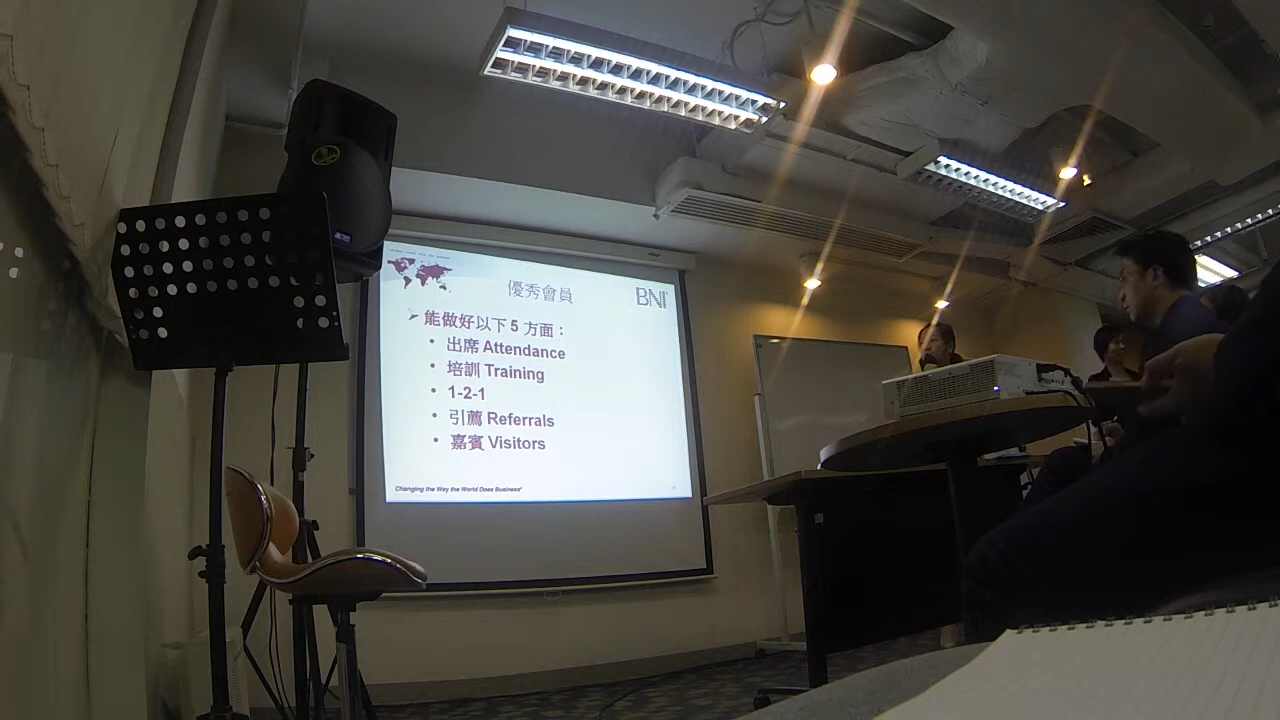 優秀會員
BNI
能做好以下 5 方面：
出席 Attendance
培訓 Training
1-2-1
引薦 Referrals
嘉賓 Visitors
Changing the Way the World Does Business®